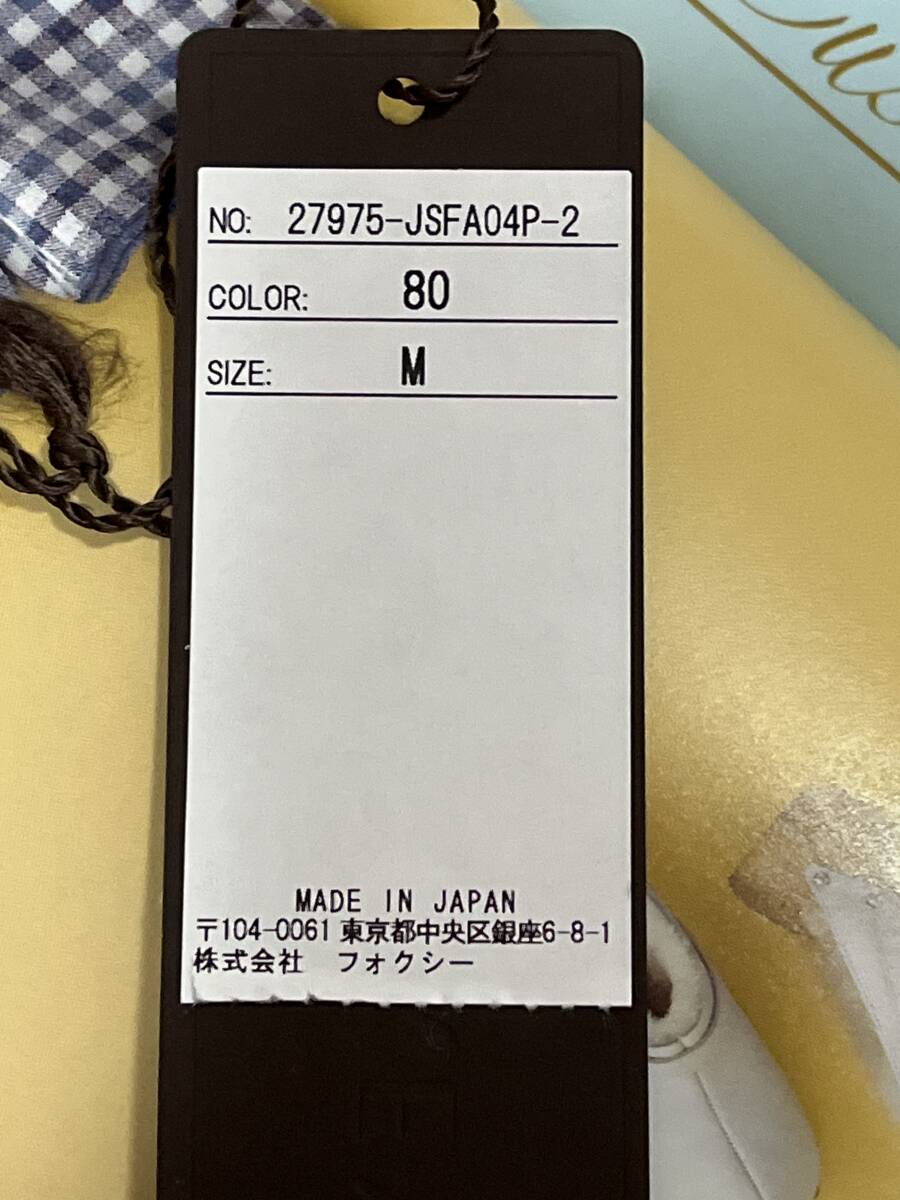 NO: 27975-JSFA04P-2
COLOR: 80
SIZE: M
MADE IN JAPAN
〒104-0061 東京都中央区銀座6-8-1
株式会社 フォクシー